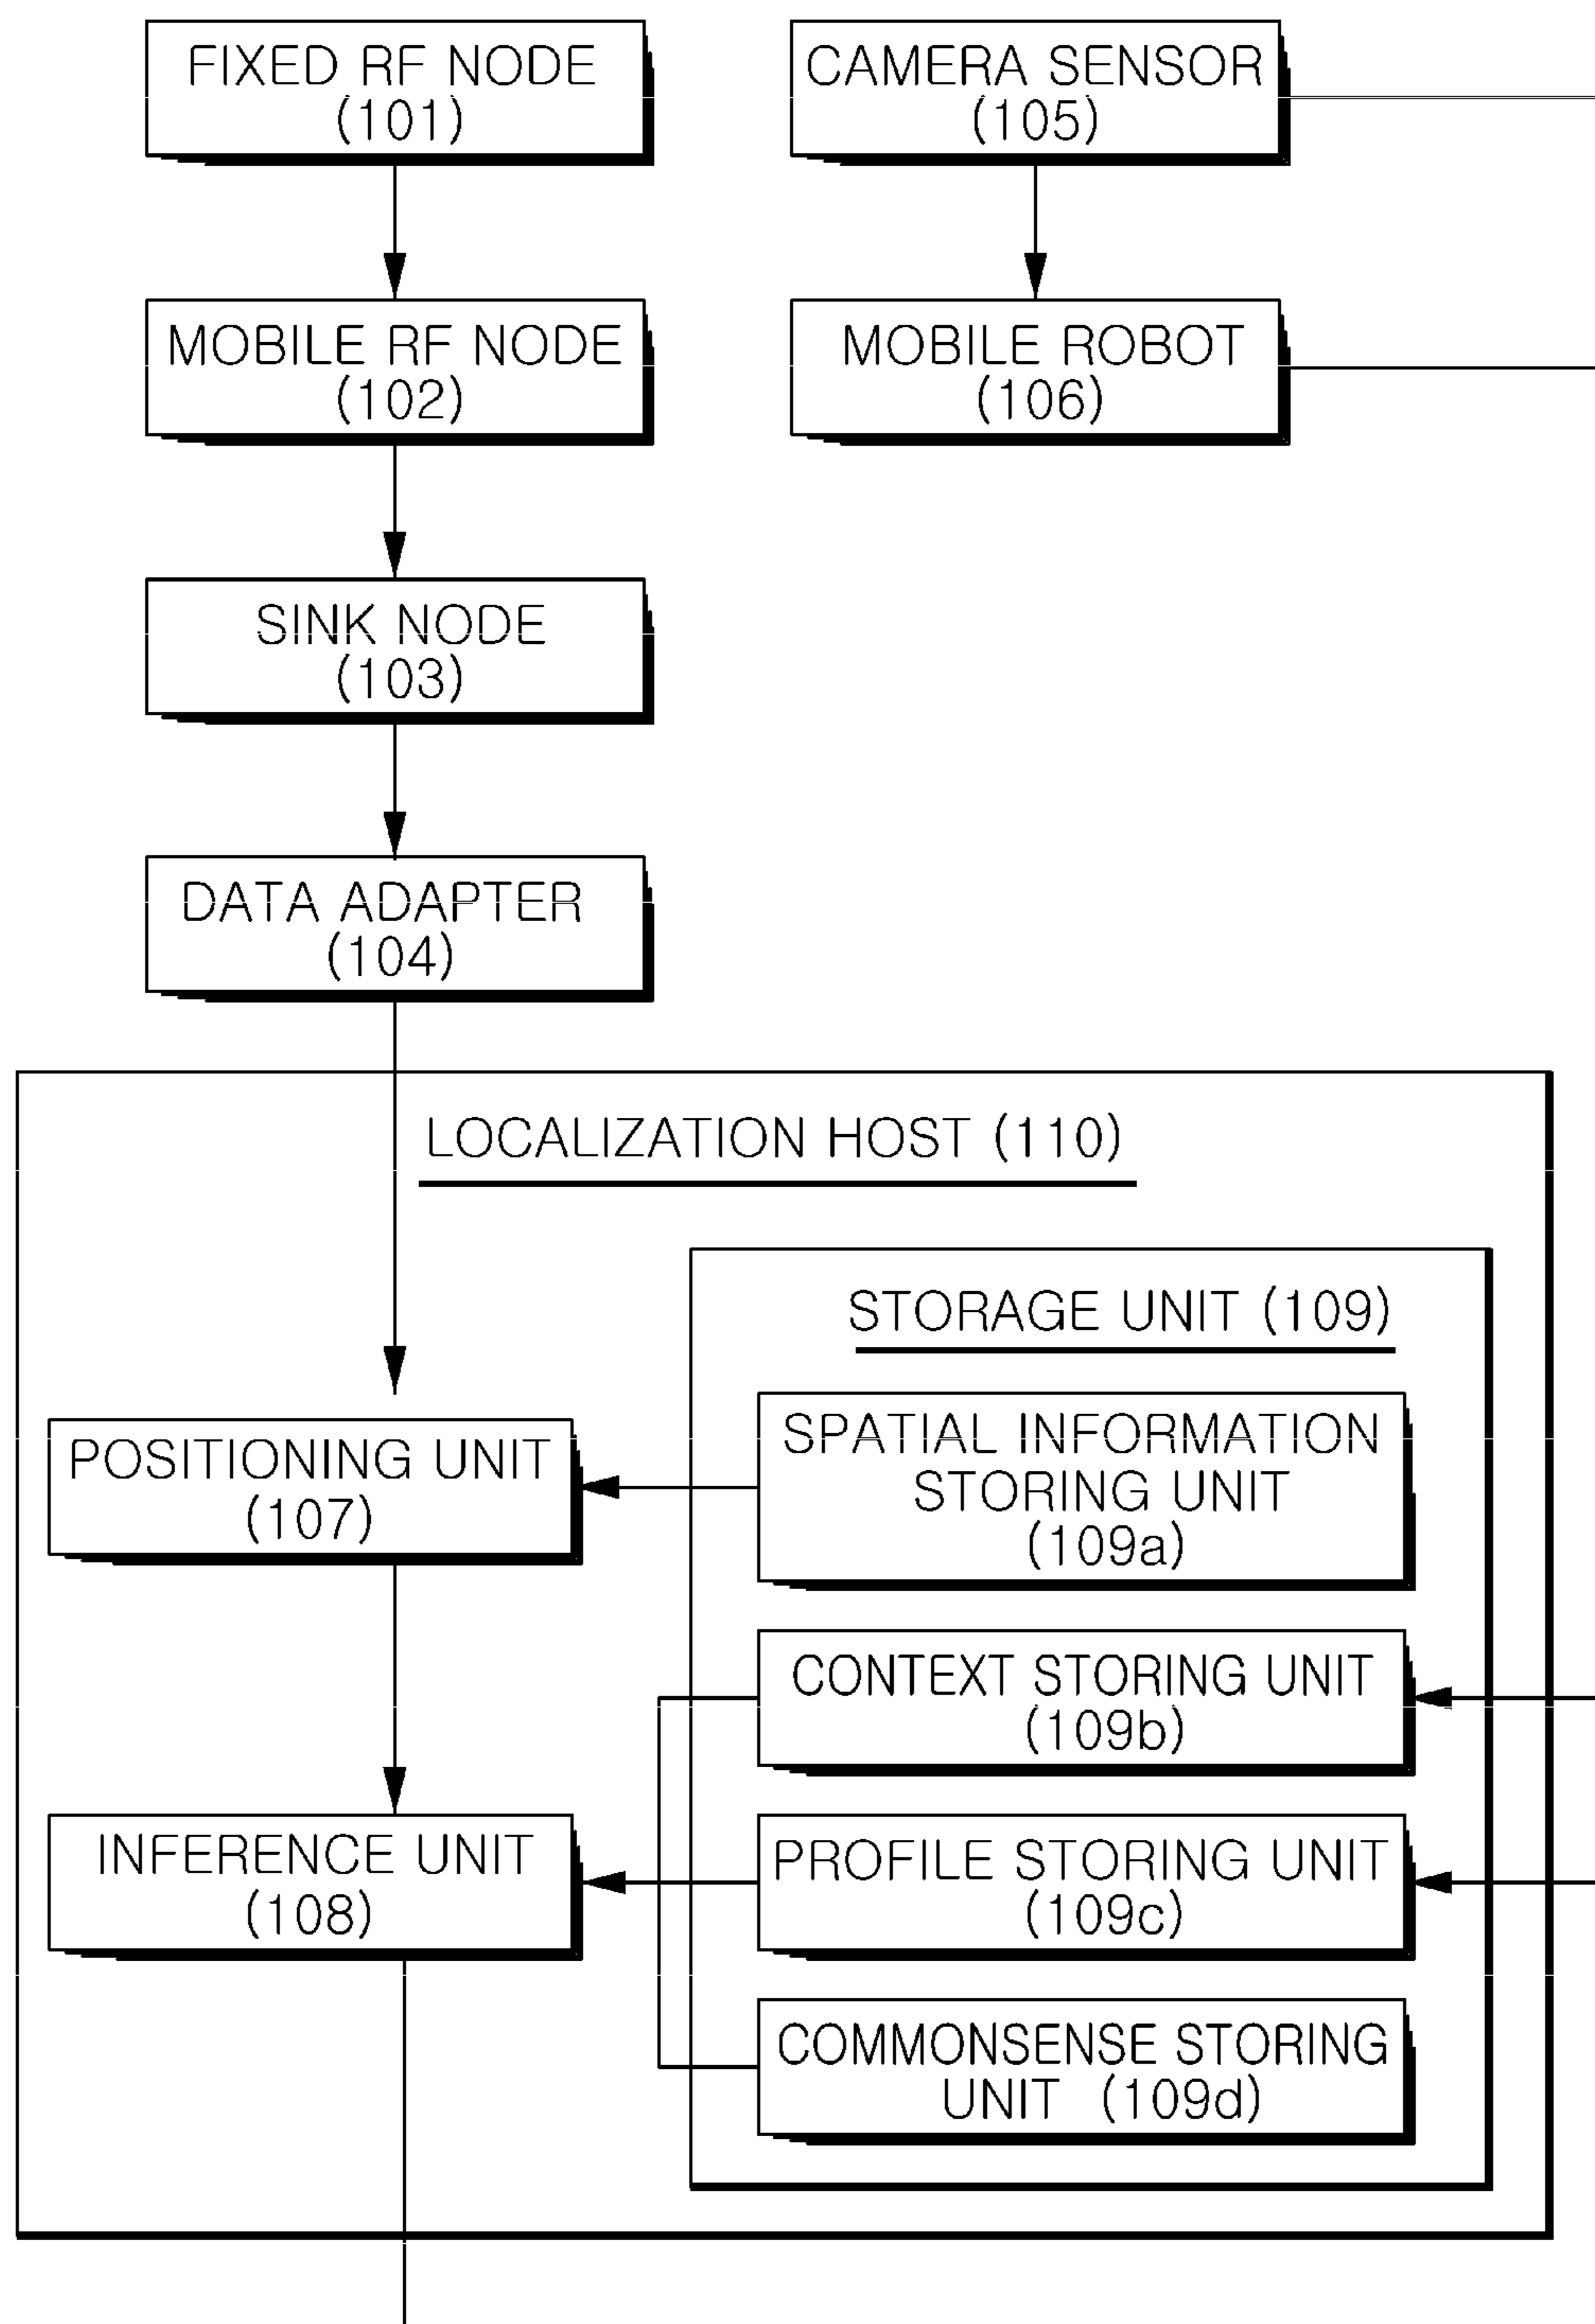 FIXED RF NODE
(101)
CAMERA SENSOR
(105)
MOBILE RF NODE
(102)
MOBILE ROBOT
(106)
SINK NODE
(103)
DATA ADAPTER
(104)
LOCALIZATION HOST (110)
STORAGE UNIT (109)
POSITIONING UNIT
(107)
SPATIAL INFORMATION
STORING UNIT
(109a)
CONTEXT STORING UNIT
(109b)
INFERENCE UNIT
(108)
PROFILE STORING UNIT
(109c)
COMMONSENSE STORING
UNIT (109d)